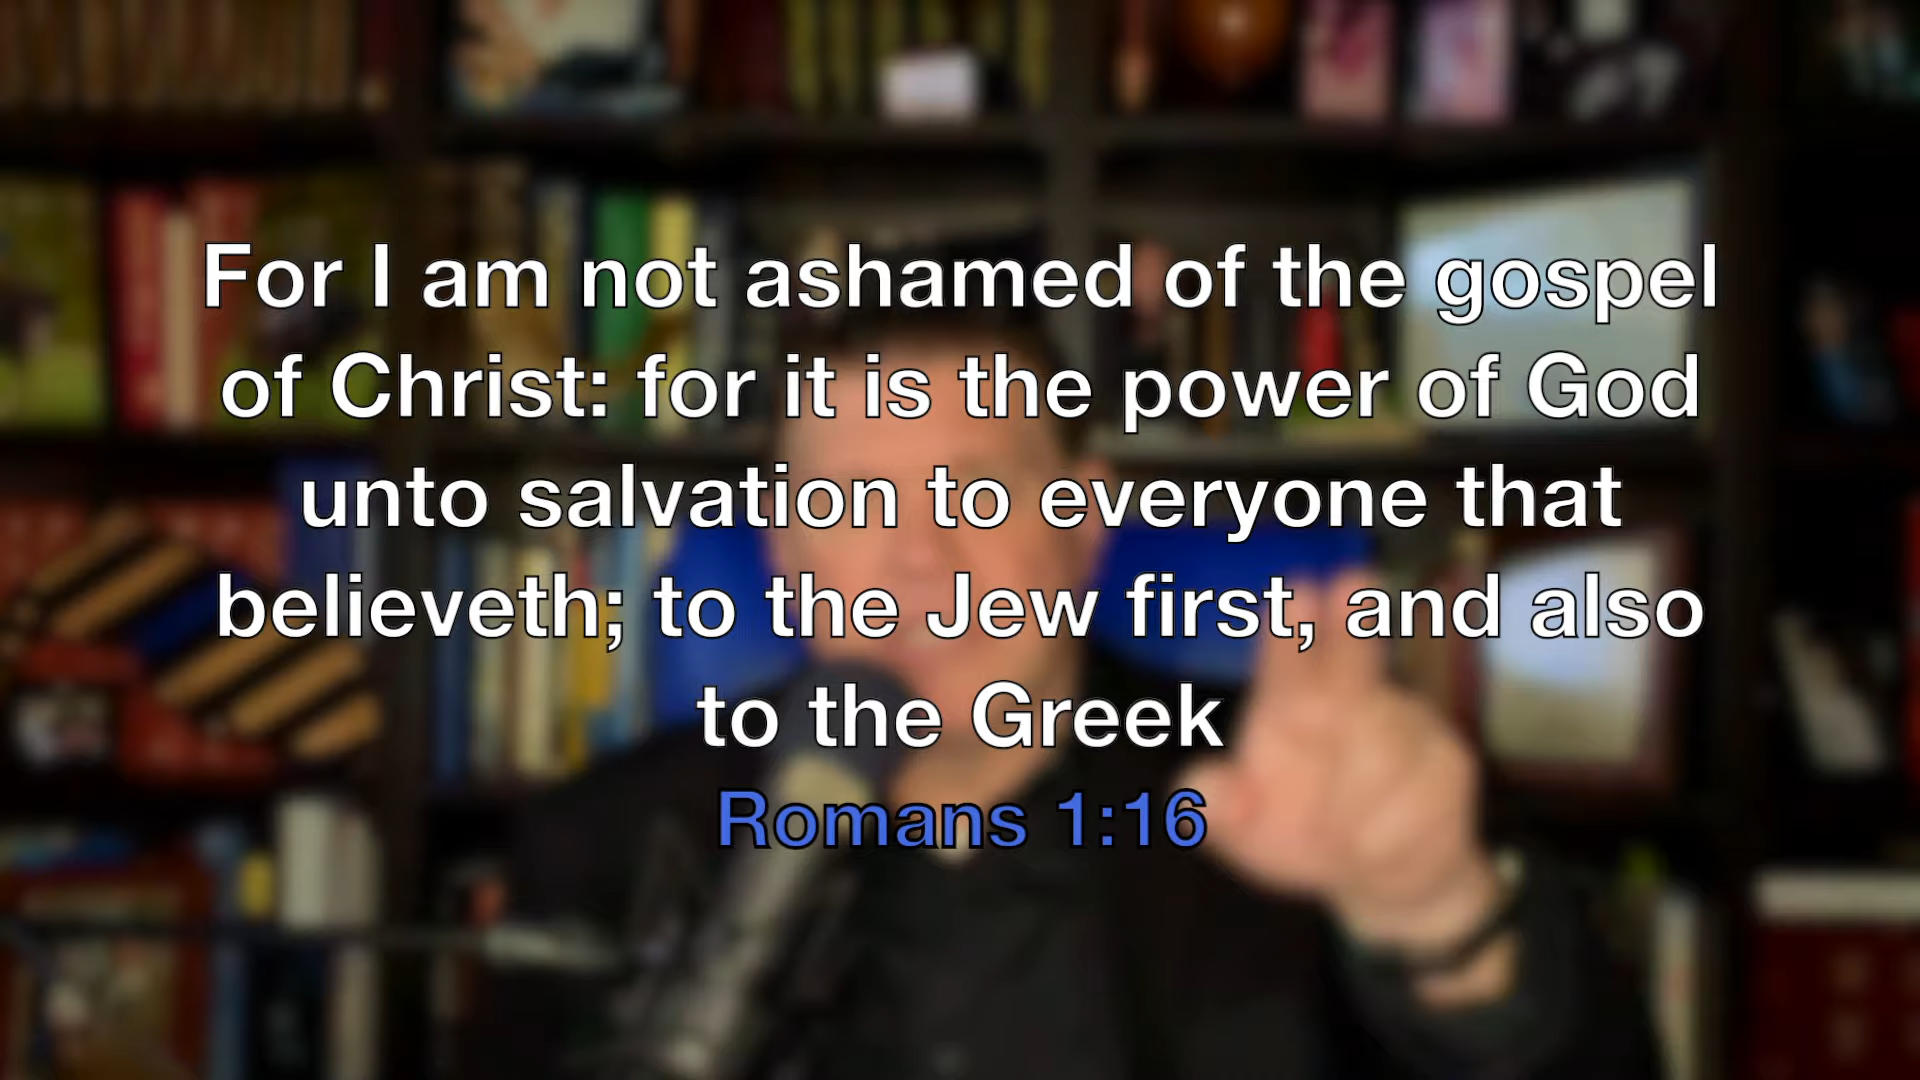 For I am not ashamed of the gospel
of Christ: for it is the power of God
unto salvation to everyone that
believeth; to the Jew first, and also
to the Greek
Romans 1:16